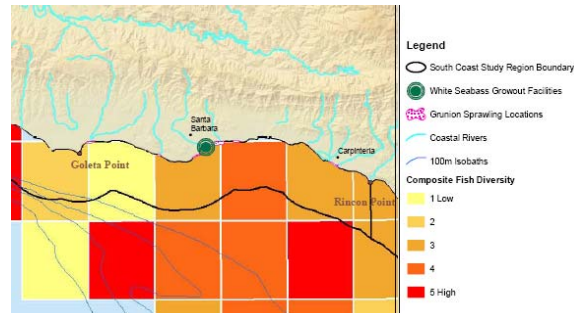 Santa
Barbara
Carpinteria
Goleta Point
Rincon Point
Legend
South Coast Study Region Boundary
White Seabass Growout Facilities
Grunion Sprawling Locations
Coastal Rivers
100m Isobaths
Composite Fish Diversity
1 Low
2
3
4
5 High